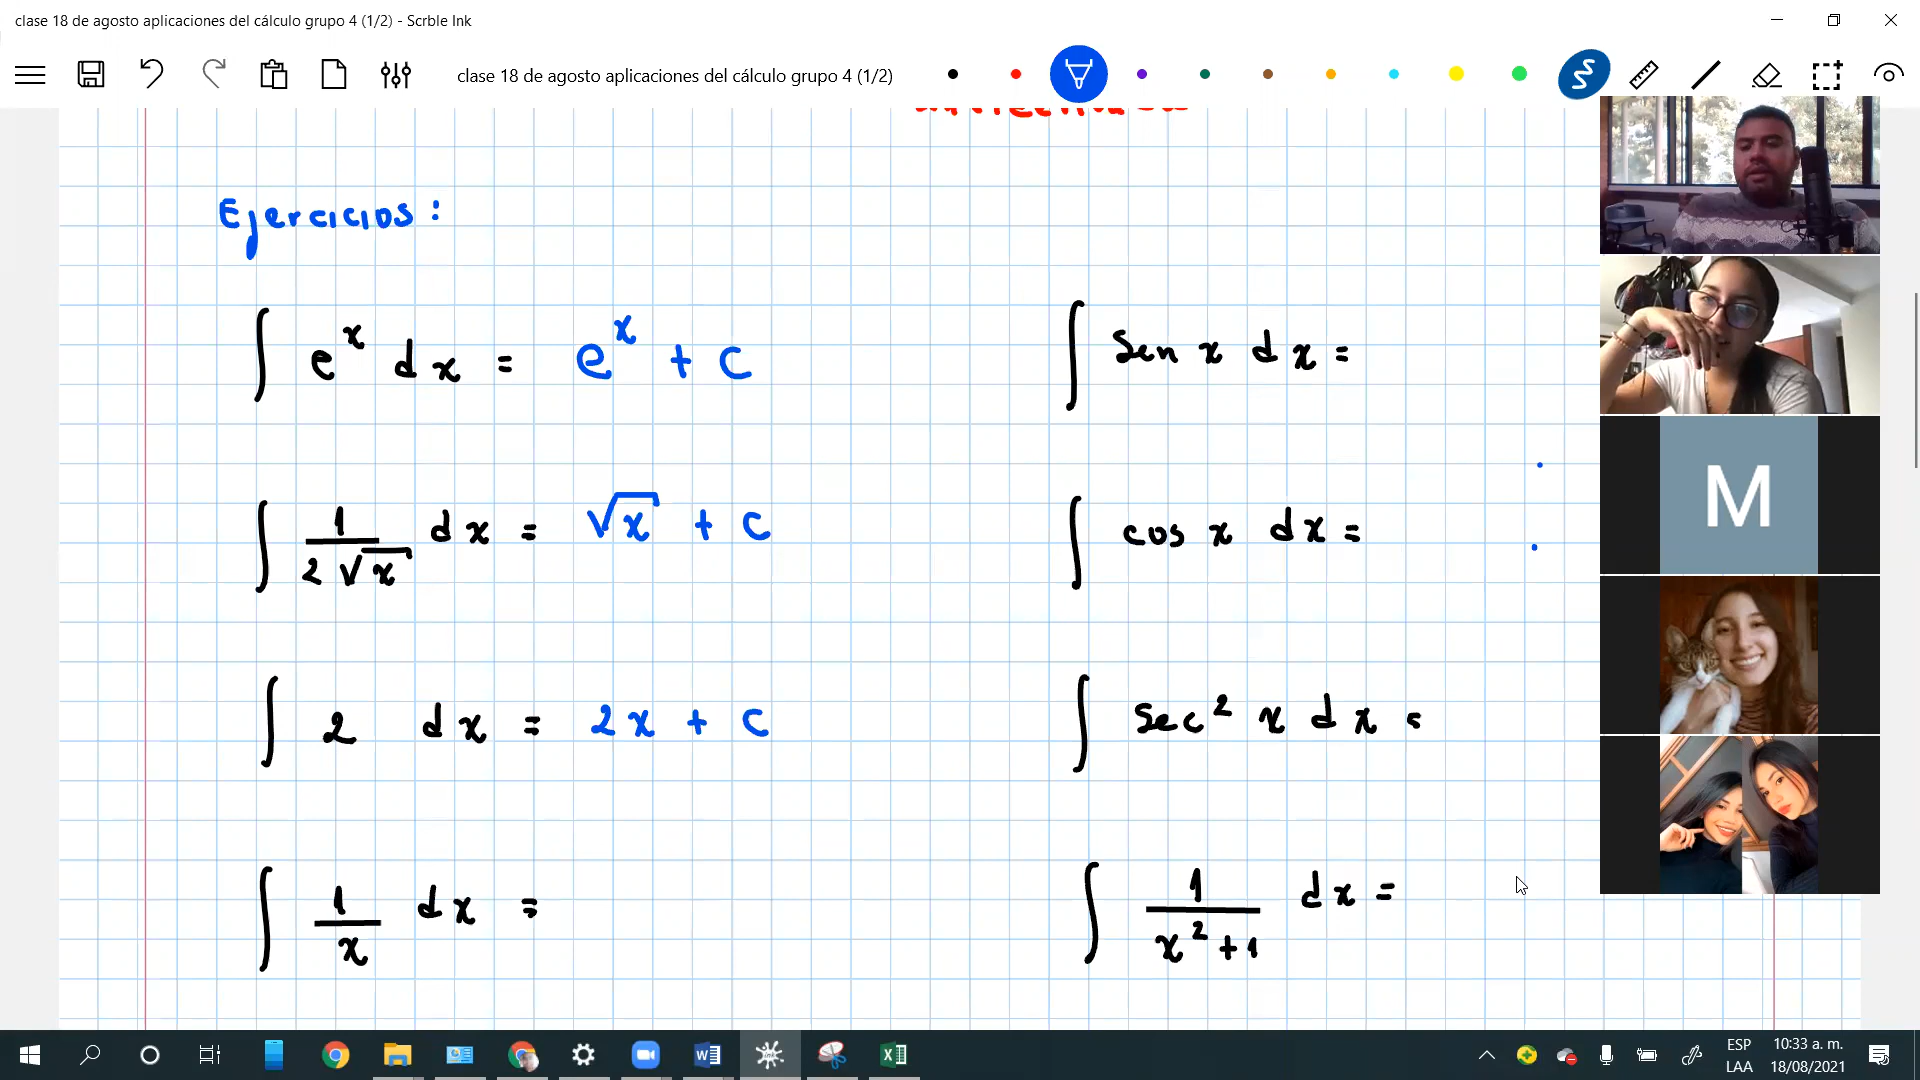 clase 18 de agosto aplicaciones del cálculo grupo 4 (1/2) - Scrble Ink
clase 18 de agosto aplicaciones del cálculo grupo 4 (1/2)
Ejercicios:
∫ e^x dx = e^x + c
∫ 1/(2√x) dx = √x + c
∫ 2 dx = 2x + c
∫ 1/x dx =
∫ Sen x dx =
∫ cos x dx =
∫ Sec² x dx =
∫ 1/(x²+1) dx =
M
ESP
LAA
10:33 a. m.
18/08/2021